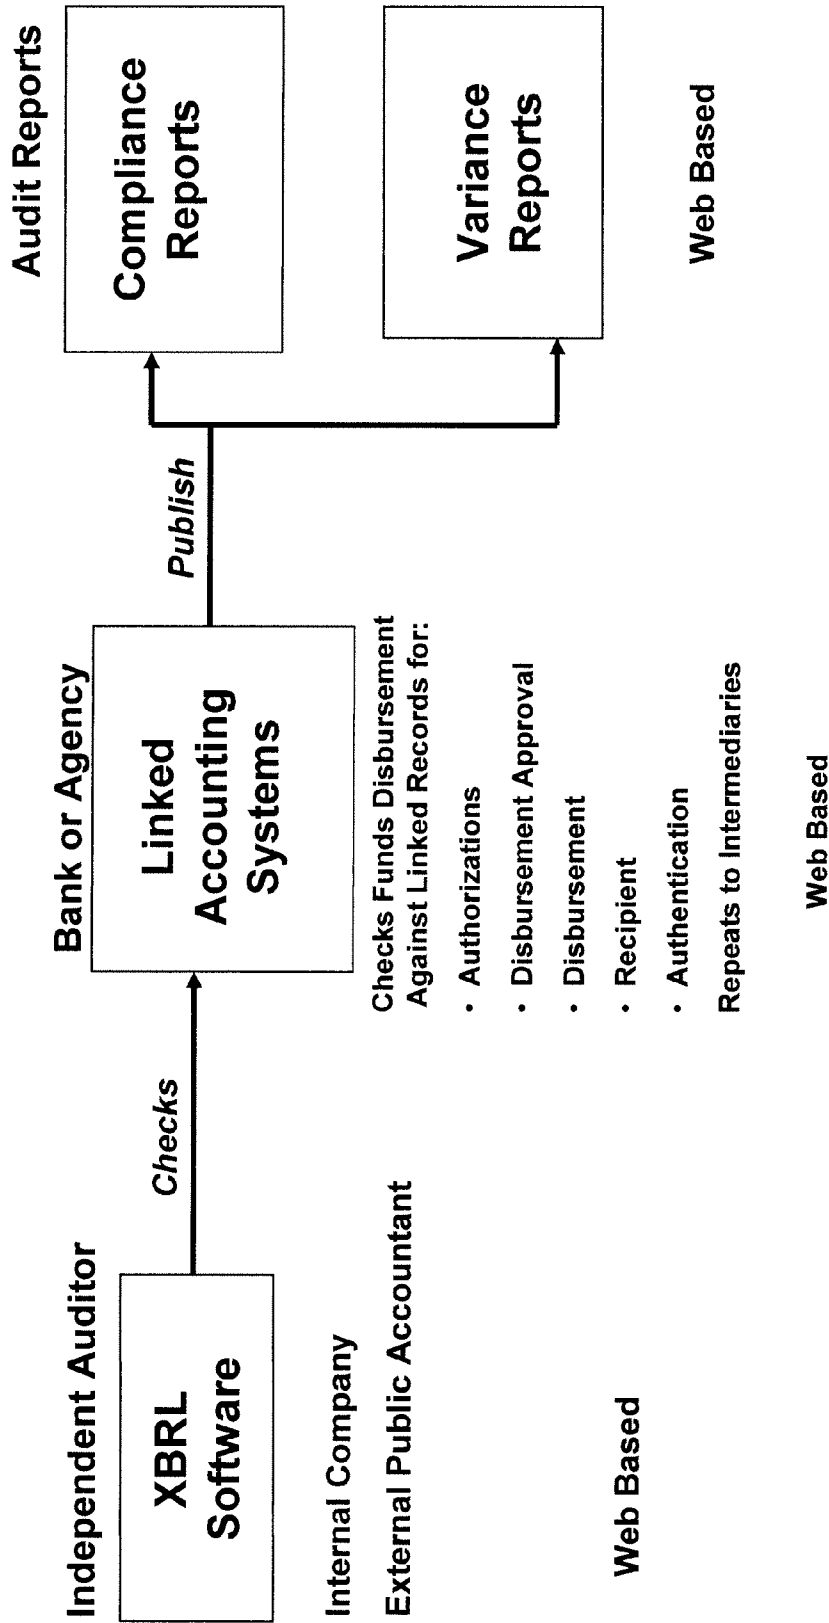 Independent Auditor
XBRL
Software
Internal Company
External Public Accountant
Web Based
Checks
Bank or Agency
Linked
Accounting
Systems
Checks Funds Disbursement
Against Linked Records for:
• Authorizations
• Disbursement Approval
• Disbursement
• Recipient
• Authentication
Repeats to Intermediaries
Web Based
Publish
Audit Reports
Compliance
Reports
Variance
Reports
Web Based